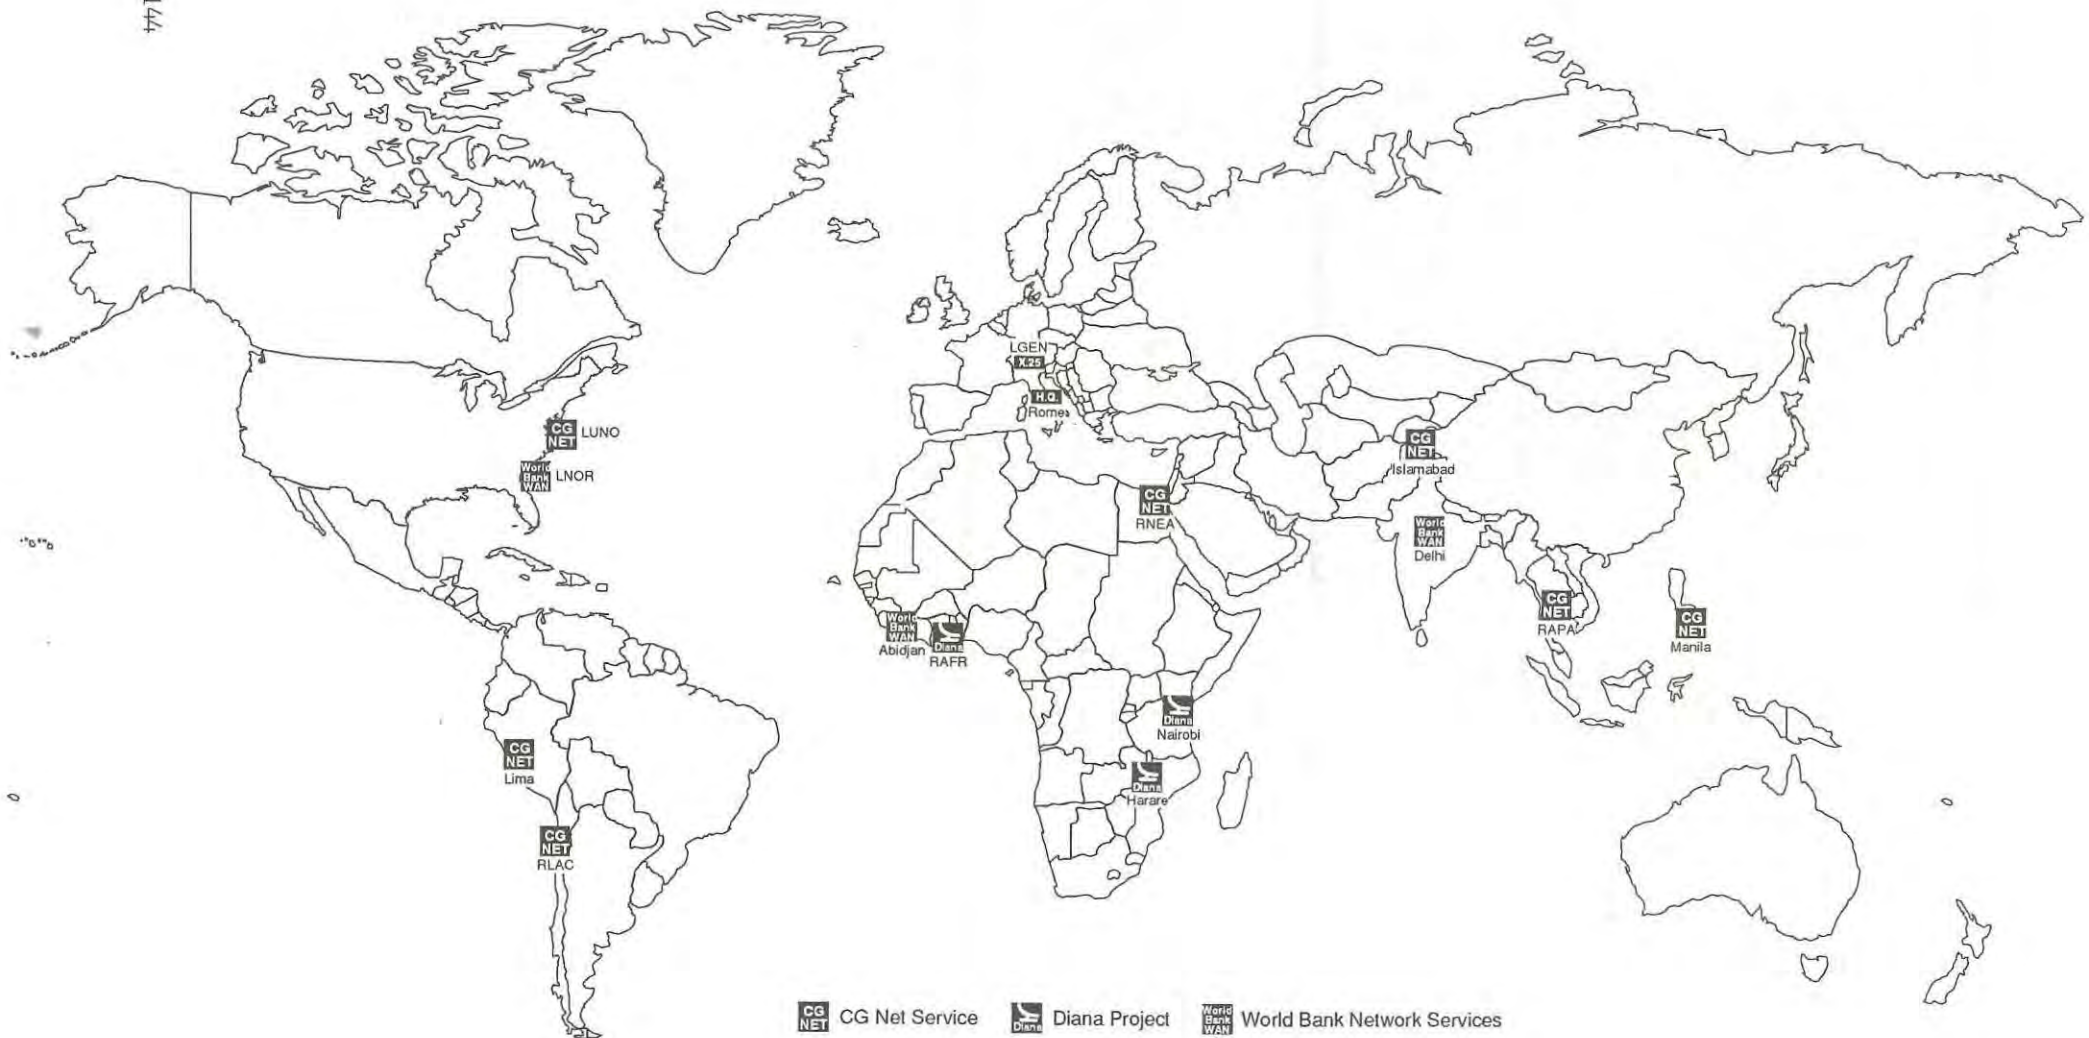 144
LGEN
X.25
H.Q.
Rome
CG
NET
LUNO
World
Bank
WAN
LNOR
CG
NET
Islamabad
CG
NET
RNEA
World
Bank
WAN
Delhi
CG
NET
RAPA
CG
NET
Manila
World
Bank
WAN
Abidjan
Diana
RAFR
Diana
Nairobi
Diana
Harare
CG
NET
Lima
CG
NET
RLAC
CG
NET
CG Net Service
Diana
Diana Project
World
Bank
WAN
World Bank Network Services